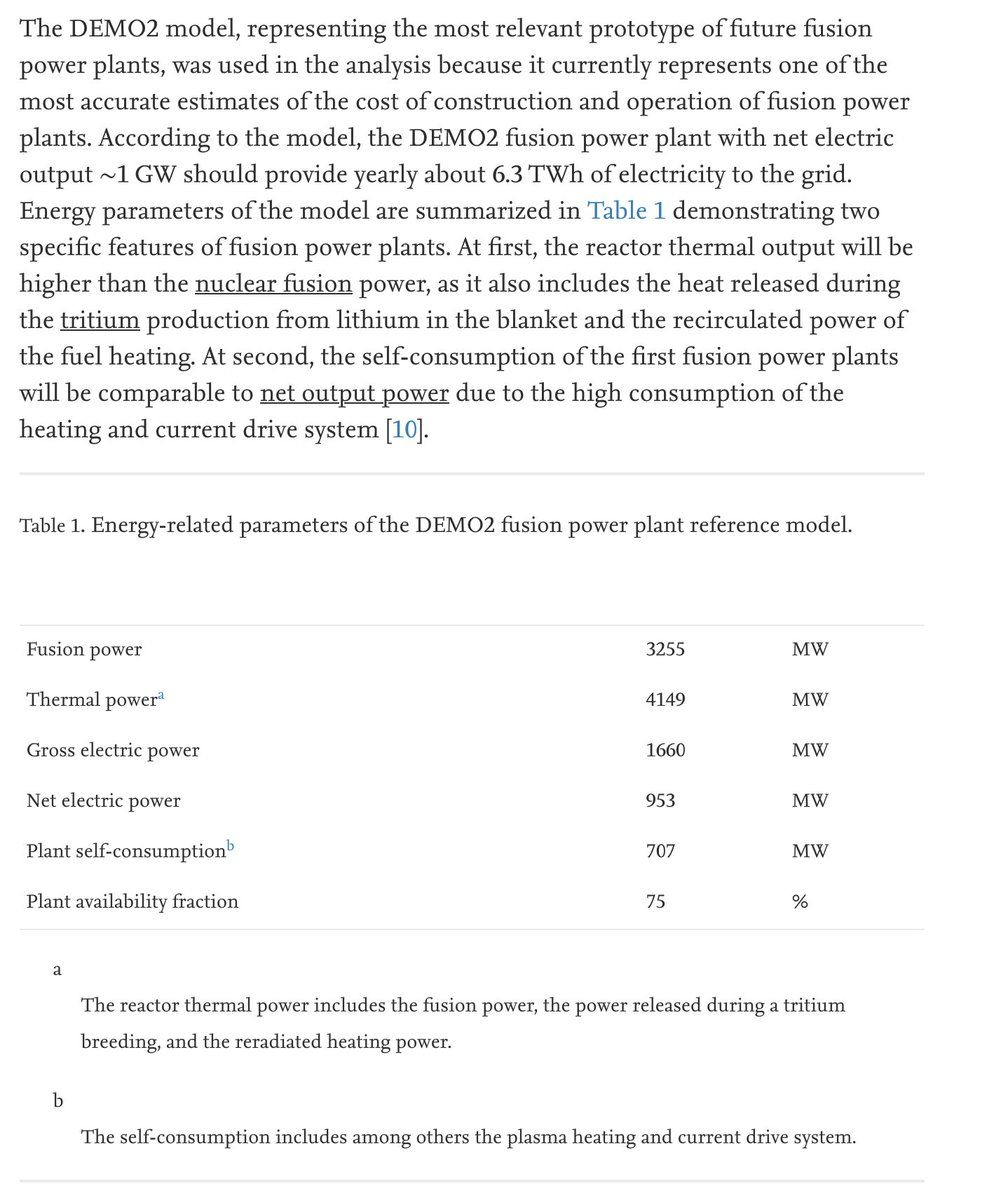 The DEMO2 model, representing the most relevant prototype of future fusion
power plants, was used in the analysis because it currently represents one of the
most accurate estimates of the cost of construction and operation of fusion power
plants. According to the model, the DEMO2 fusion power plant with net electric
output ~1 GW should provide yearly about 6.3 TWh of electricity to the grid.
Energy parameters of the model are summarized in Table 1 demonstrating two
specific features of fusion power plants. At first, the reactor thermal output will be
higher than the nuclear fusion power, as it also includes the heat released during
the tritium production from lithium in the blanket and the recirculated power of
the fuel heating. At second, the self-consumption of the first fusion power plants
will be comparable to net output power due to the high consumption of the
heating and current drive system [10].
Table 1. Energy-related parameters of the DEMO2 fusion power plant reference model.
Fusion power 3255 MW
Thermal powera 4149 MW
Gross electric power 1660 MW
Net electric power 953 MW
Plant self-consumptionb 707 MW
Plant availability fraction 75 %
a
The reactor thermal power includes the fusion power, the power released during a tritium
breeding, and the reradiated heating power.
b
The self-consumption includes among others the plasma heating and current drive system.